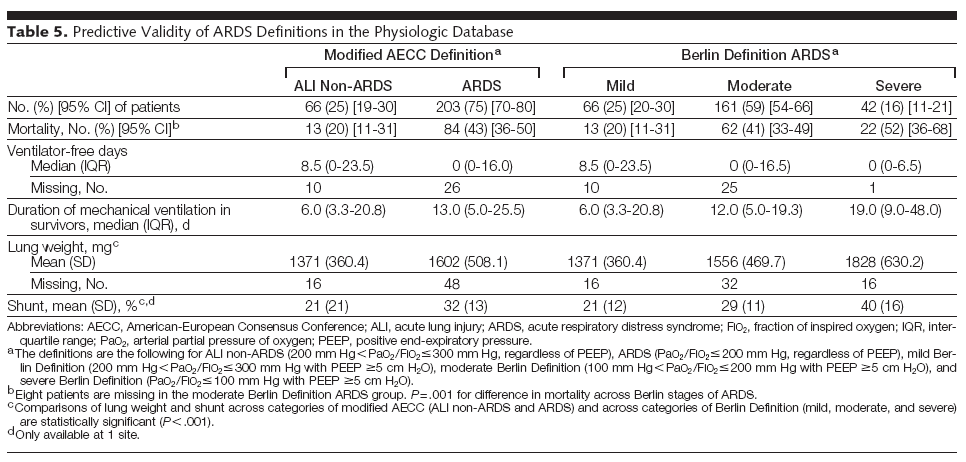 Table 5. Predictive Validity of ARDS Definitions in the Physiologic Database
Modified AECC Definitionᵃ Berlin Definition ARDSᵃ
ALI Non-ARDS ARDS Mild Moderate Severe
No. (%) [95% CI] of patients 66 (25) [19-30] 203 (75) [70-80] 66 (25) [20-30] 161 (59) [54-66] 42 (16) [11-21]
Mortality, No. (%) [95% CI]ᵇ 13 (20) [11-31] 84 (43) [36-50] 13 (20) [11-31] 62 (41) [33-49] 22 (52) [36-68]
Ventilator-free days
Median (IQR) 8.5 (0-23.5) 0 (0-16.0) 8.5 (0-23.5) 0 (0-16.5) 0 (0-6.5)
Missing, No. 10 26 10 25 1
Duration of mechanical ventilation in 6.0 (3.3-20.8) 13.0 (5.0-25.5) 6.0 (3.3-20.8) 12.0 (5.0-19.3) 19.0 (9.0-48.0)
survivors, median (IQR), d
Lung weight, mgᶜ
Mean (SD) 1371 (360.4) 1602 (508.1) 1371 (360.4) 1556 (469.7) 1828 (630.2)
Missing, No. 16 48 16 32 16
Shunt, mean (SD), %ᶜ,ᵈ 21 (21) 32 (13) 21 (12) 29 (11) 40 (16)
Abbreviations: AECC, American-European Consensus Conference; ALI, acute lung injury; ARDS, acute respiratory distress syndrome; FIO₂, fraction of inspired oxygen; IQR, inter-
quartile range; PaO₂, arterial partial pressure of oxygen; PEEP, positive end-expiratory pressure.
ᵃThe definitions are the following for ALI non-ARDS (200 mm Hg<PaO₂/FIO₂≤300 mm Hg, regardless of PEEP), ARDS (PaO₂/FIO₂≤200 mm Hg, regardless of PEEP), mild Ber-
lin Definition (200 mm Hg<PaO₂/FIO₂≤300 mm Hg with PEEP ≥5 cm H₂O), moderate Berlin Definition (100 mm Hg<PaO₂/FIO₂≤200 mm Hg with PEEP ≥5 cm H₂O), and
severe Berlin Definition (PaO₂/FIO₂≤100 mm Hg with PEEP ≥5 cm H₂O).
ᵇEight patients are missing in the moderate Berlin Definition ARDS group. P=.001 for difference in mortality across Berlin stages of ARDS.
ᶜComparisons of lung weight and shunt across categories of modified AECC (ALI non-ARDS and ARDS) and across categories of Berlin Definition (mild, moderate, and severe)
are statistically significant (P<.001).
ᵈOnly available at 1 site.